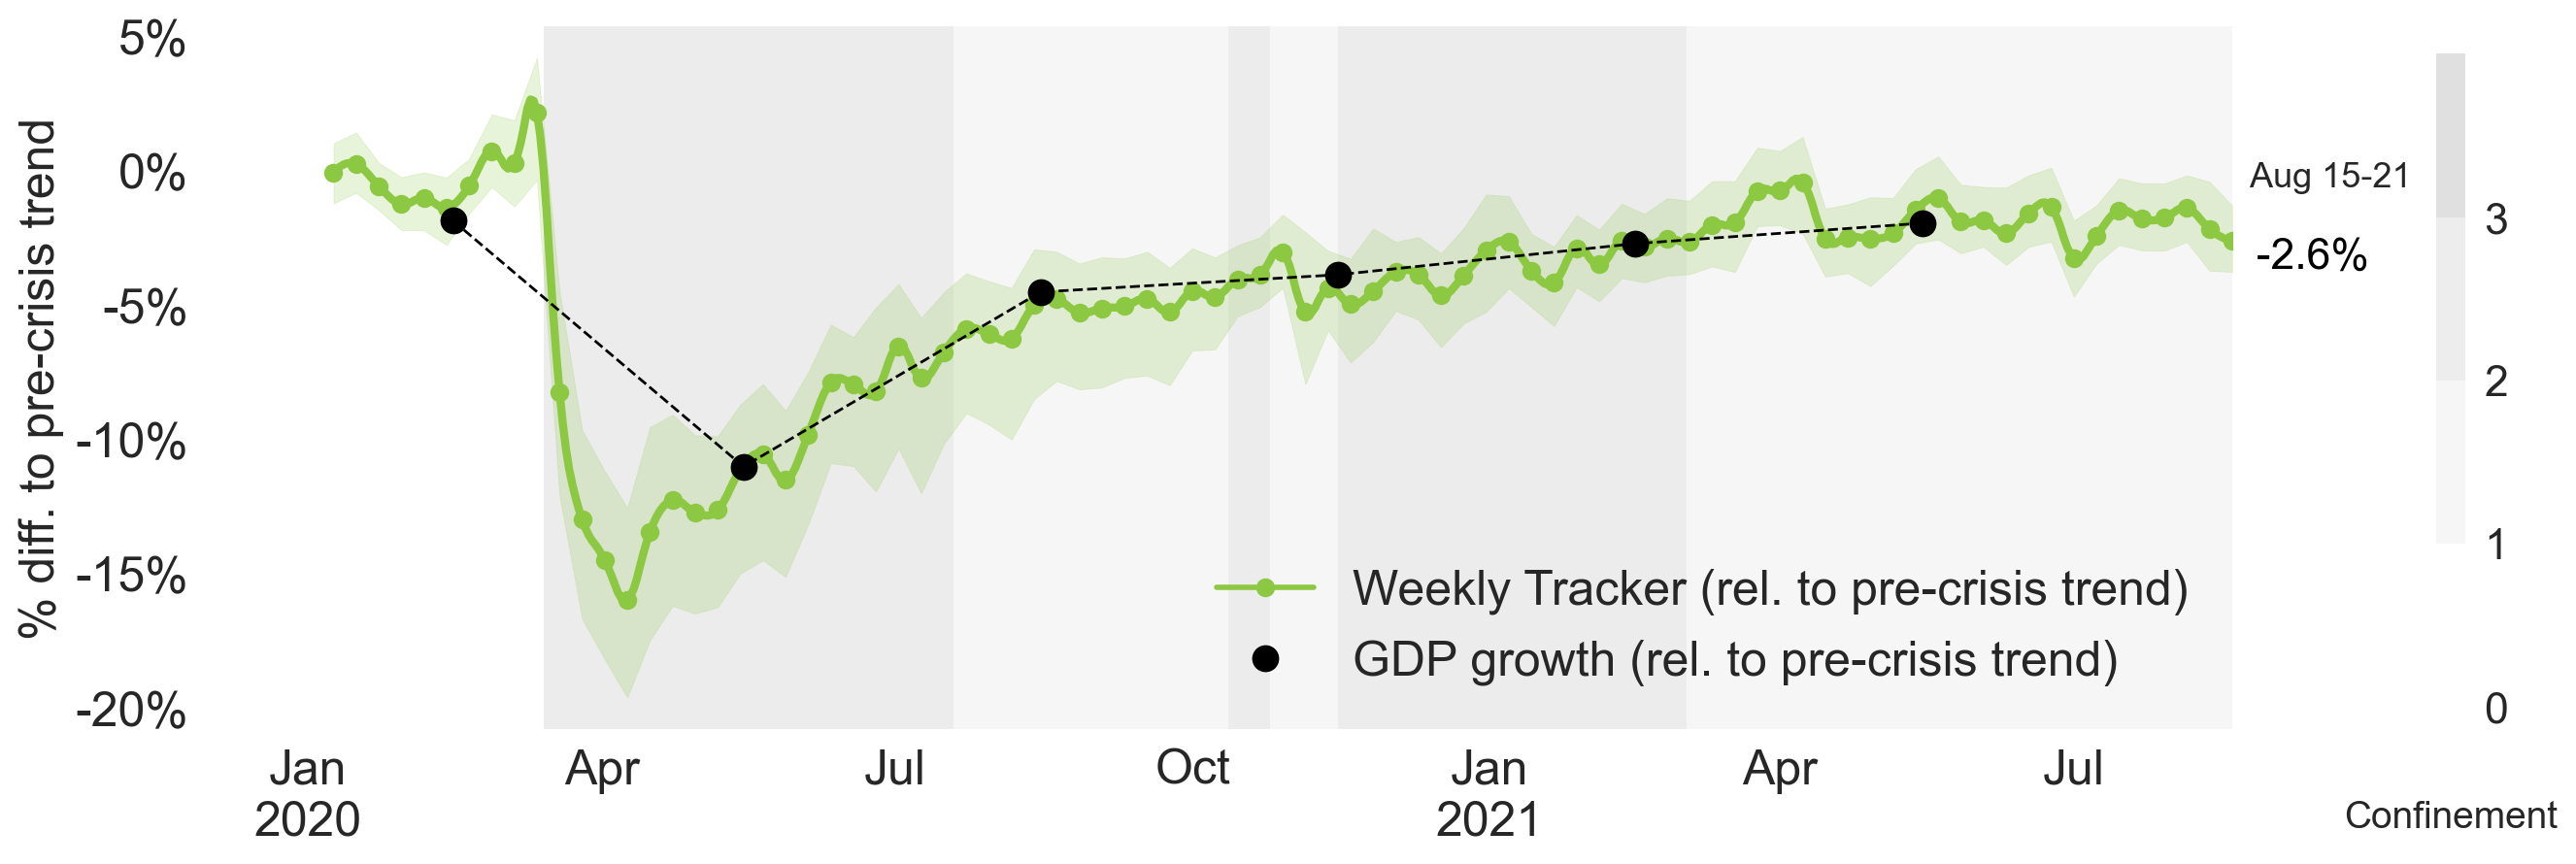 % diff. to pre-crisis trend
5%
0%
-5%
-10%
-15%
-20%
Jan
2020
Apr
Jul
Oct
Jan
2021
Apr
Jul
Weekly Tracker (rel. to pre-crisis trend)
GDP growth (rel. to pre-crisis trend)
Aug 15-21
-2.6%
3
2
1
0
Confinement